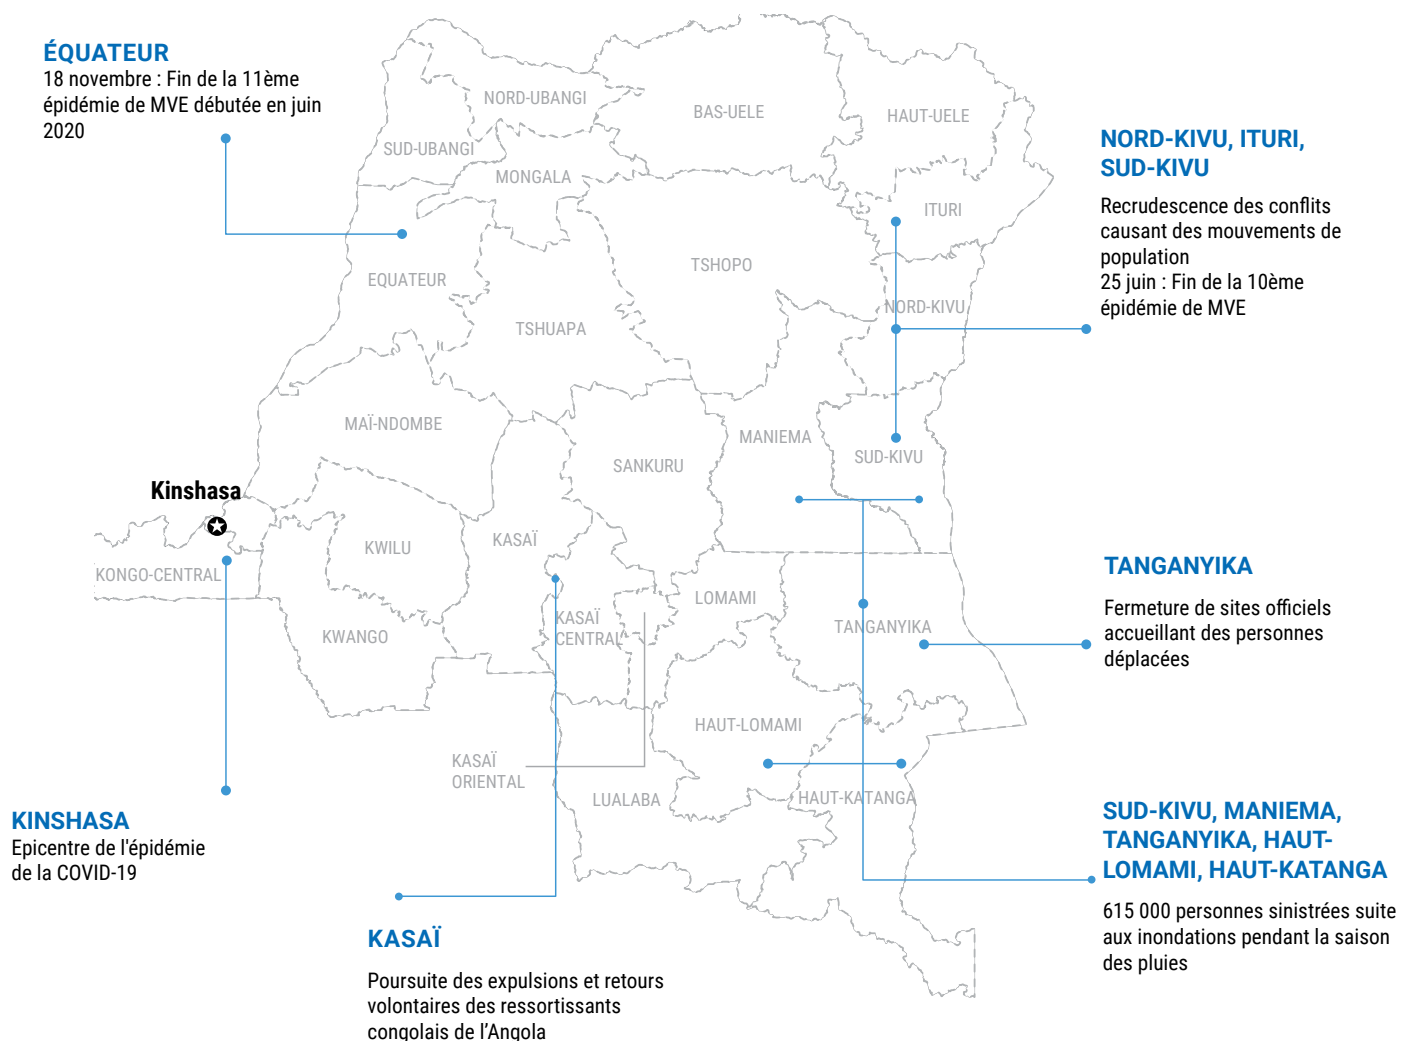 ÉQUATEUR
18 novembre : Fin de la 11ème
épidémie de MVE débutée en juin
2020
NORD-UBANGI
BAS-UELE
HAUT-UELE
SUD-UBANGI
MONGALA
ITURI
EQUATEUR
TSHOPO
NORD-KIVU
TSHUAPA
MAÏ-NDOMBE
MANIEMA
SUD-KIVU
SANKURU
Kinshasa
KASAÏ
KWILU
KONGO-CENTRAL
LOMAMI
KASAÏ
CENTRAL
TANGANYIKA
KWANGO
HAUT-LOMAMI
KASAÏ
ORIENTAL
LUALABA
HAUT-KATANGA
NORD-KIVU, ITURI,
SUD-KIVU
Recrudescence des conflits
causant des mouvements de
population
25 juin : Fin de la 10ème
épidémie de MVE
TANGANYIKA
Fermeture de sites officiels
accueillant des personnes
déplacées
SUD-KIVU, MANIEMA,
TANGANYIKA, HAUT-
LOMAMI, HAUT-KATANGA
615 000 personnes sinistrées suite
aux inondations pendant la saison
des pluies
KINSHASA
Epicentre de l'épidémie
de la COVID-19
KASAÏ
Poursuite des expulsions et retours
volontaires des ressortissants
congolais de l’Angola